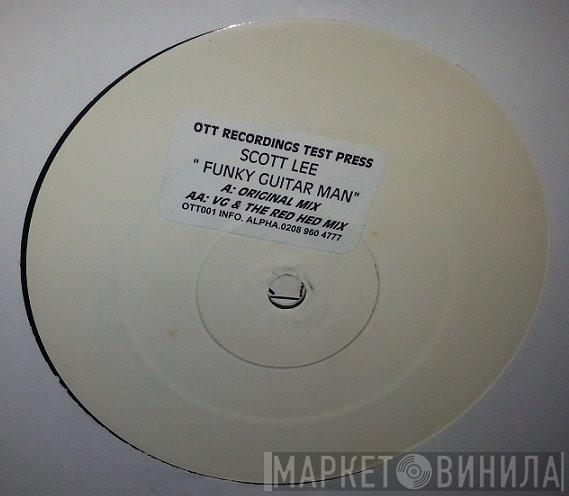 OTT RECORDINGS TEST PRESS
SCOTT LEE
" FUNKY GUITAR MAN"
A: ORIGINAL MIX
AA: VG & THE RED HED MIX
OTT001 INFO. ALPHA.0208 960 4777
МАРКЕТ ВИНИЛА